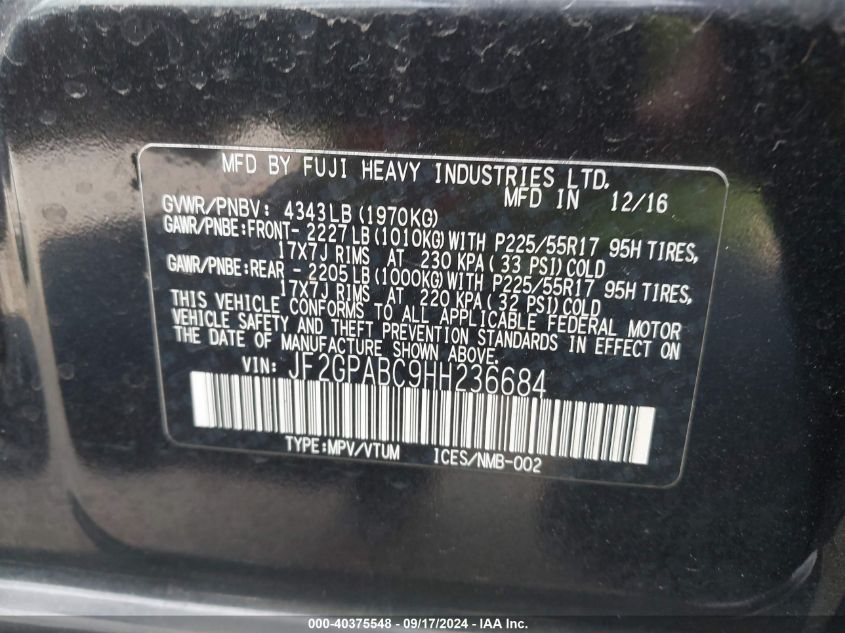 MFD BY FUJI HEAVY INDUSTRIES LTD.
MFD IN 12/16
GVWR/PNBV: 4343LB (1970KG)
GAWR/PNBE:FRONT- 2227LB(1010KG)WITH P225/55R17 95H TIRES,
17X7J RIMS AT 230 KPA( 33 PSI)COLD
GAWR/PNBE:REAR - 2205LB(1000KG)WITH P225/55R17 95H TIRES,
17X7J RIMS AT 220 KPA( 32 PSI)COLD
THIS VEHICLE CONFORMS TO ALL APPLICABLE FEDERAL MOTOR
VEHICLE SAFETY AND THEFT PREVENTION STANDARDS IN EFFECT ON
THE DATE OF MANUFACTURE SHOWN ABOVE.
VIN: JF2GPABC9HH236684
TYPE:MPV/VTUM ICES/NMB-002
000-40375548 - 09/17/2024 - IAA Inc.